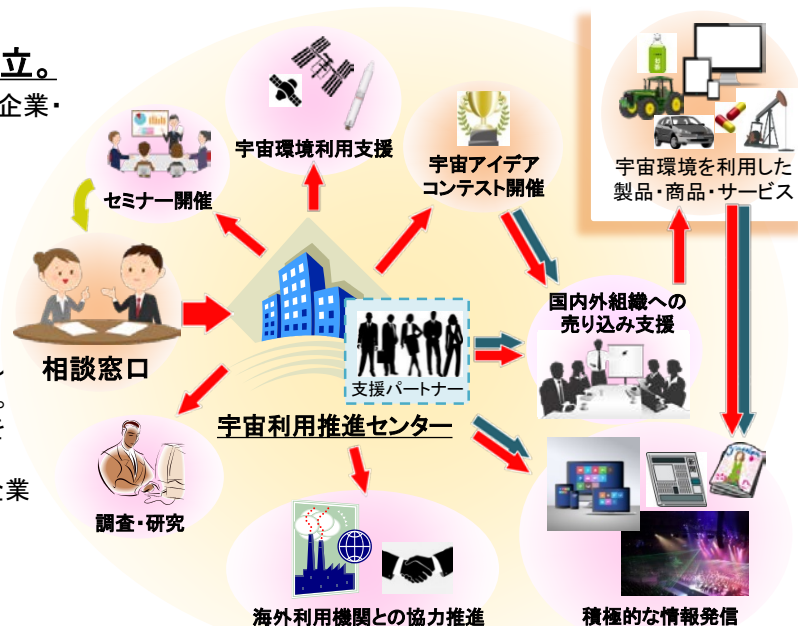 立。
企業・
宇宙環境利用支援
セミナー開催
宇宙アイデア
コンテスト開催
宇宙環境を利用した
製品・商品・サービス
相談窓口
国内外組織への
売り込み支援
支援パートナー
宇宙利用推進センター
。
企業
調査・研究
海外利用機関との協力推進
積極的な情報発信